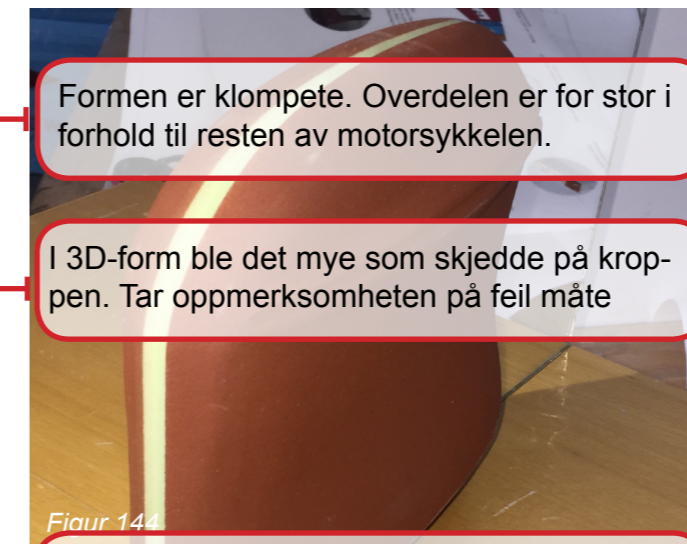 Formen er klompete. Overdelen er for stor i
forhold til resten av motorsykkelen.
I 3D-form ble det mye som skjedde på krop-
pen. Tar oppmerksomheten på feil måte
Figur 144